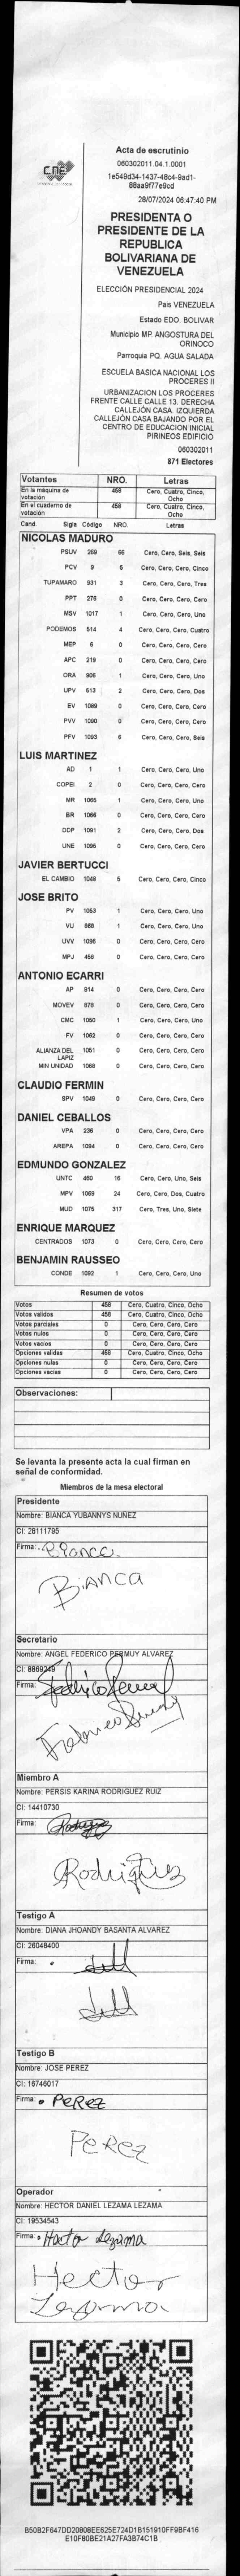 CNE
Acta de escrutinio
060302011.04.1.0001
1e549d34-1437-48c4-9ad1-
88aa9f77e9cd
28/07/2024 06:47:40 PM
PRESIDENTA O
PRESIDENTE DE LA
REPUBLICA
BOLIVARIANA DE
VENEZUELA
ELECCIÓN PRESIDENCIAL 2024
Pais VENEZUELA
Estado EDO. BOLIVAR
Municipio MP. ANGOSTURA DEL
ORINOCO
Parroquia PQ. AGUA SALADA
ESCUELA BASICA NACIONAL LOS
PROCERES II
URBANIZACION LOS PROCERES
FRENTE CALLE CALLE 13. DERECHA
CALLEJÓN CASA. IZQUIERDA
CALLEJÓN CASA BAJANDO POR EL
CENTRO DE EDUCACION INICIAL
PIRINEOS EDIFICIO
060302011
871 Electores
Votantes NRO. Letras
En la máquina de votación 458 Cero, Cuatro, Cinco, Ocho
En el cuaderno de votación 458 Cero, Cuatro, Cinco, Ocho
Cand. Sigla Código NRO. Letras
NICOLAS MADURO
PSUV 269 66 Cero, Cero, Seis, Seis
PCV 9 5 Cero, Cero, Cero, Cinco
TUPAMARO 931 3 Cero, Cero, Cero, Tres
PPT 276 0 Cero, Cero, Cero, Cero
MSV 1017 1 Cero, Cero, Cero, Uno
PODEMOS 514 4 Cero, Cero, Cero, Cuatro
MEP 6 0 Cero, Cero, Cero, Cero
APC 219 0 Cero, Cero, Cero, Cero
ORA 906 1 Cero, Cero, Cero, Uno
UPV 613 2 Cero, Cero, Cero, Dos
EV 1089 0 Cero, Cero, Cero, Cero
PVV 1090 0 Cero, Cero, Cero, Cero
PFV 1093 6 Cero, Cero, Cero, Seis
LUIS MARTINEZ
AD 1 1 Cero, Cero, Cero, Uno
COPEI 2 0 Cero, Cero, Cero, Cero
MR 1065 1 Cero, Cero, Cero, Uno
BR 1066 0 Cero, Cero, Cero, Cero
DDP 1091 2 Cero, Cero, Cero, Dos
UNE 1095 0 Cero, Cero, Cero, Cero
JAVIER BERTUCCI
EL CAMBIO 1048 5 Cero, Cero, Cero, Cinco
JOSE BRITO
PV 1053 1 Cero, Cero, Cero, Uno
VU 868 1 Cero, Cero, Cero, Uno
UVV 1096 0 Cero, Cero, Cero, Cero
MPJ 458 0 Cero, Cero, Cero, Cero
ANTONIO ECARRI
AP 814 0 Cero, Cero, Cero, Cero
MOVEV 878 0 Cero, Cero, Cero, Cero
CMC 1050 1 Cero, Cero, Cero, Uno
FV 1062 0 Cero, Cero, Cero, Cero
ALIANZA DEL LAPIZ 1051 0 Cero, Cero, Cero, Cero
MIN UNIDAD 1068 0 Cero, Cero, Cero, Cero
CLAUDIO FERMIN
SPV 1049 0 Cero, Cero, Cero, Cero
DANIEL CEBALLOS
VPA 236 0 Cero, Cero, Cero, Cero
AREPA 1094 0 Cero, Cero, Cero, Cero
EDMUNDO GONZALEZ
UNTC 460 16 Cero, Cero, Uno, Seis
MPV 1069 24 Cero, Cero, Dos, Cuatro
MUD 1075 317 Cero, Tres, Uno, Siete
ENRIQUE MARQUEZ
CENTRADOS 1073 0 Cero, Cero, Cero, Cero
BENJAMIN RAUSSEO
CONDE 1092 1 Cero, Cero, Cero, Uno
Resumen de votos
Votos 458 Cero, Cuatro, Cinco, Ocho
Votos validos 458 Cero, Cuatro, Cinco, Ocho
Votos parciales 0 Cero, Cero, Cero, Cero
Votos nulos 0 Cero, Cero, Cero, Cero
Votos vacios 0 Cero, Cero, Cero, Cero
Opciones validas 458 Cero, Cuatro, Cinco, Ocho
Opciones nulas 0 Cero, Cero, Cero, Cero
Opciones vacias 0 Cero, Cero, Cero, Cero
Observaciones:
Se levanta la presente acta la cual firman en
señal de conformidad.
Miembros de la mesa electoral
Presidente
Nombre: BIANCA YUBANNYS NUÑEZ
CI: 28111795
Firma: Bianca
BiANCA
Secretario
Nombre: ANGEL FEDERICO PERMUY ALVAREZ
CI: 8869249
Firma: Federico Permuy
Federico Permuy
Miembro A
Nombre: PERSIS KARINA RODRIGUEZ RUIZ
CI: 14410730
Firma: Rodriguez
Rodriguez
Testigo A
Nombre: DIANA JHOANDY BASANTA ALVAREZ
CI: 26048400
Firma:
Testigo B
Nombre: JOSE PEREZ
CI: 16746017
Firma: PEREZ
PEREZ
Operador
Nombre: HECTOR DANIEL LEZAMA LEZAMA
CI: 19534543
Firma: Hector Lezama
Hector
Lezama
B50B2F647DD20808EE625E724D1B151910FF9BF416
E10F80BE21A27FA3B74C1B